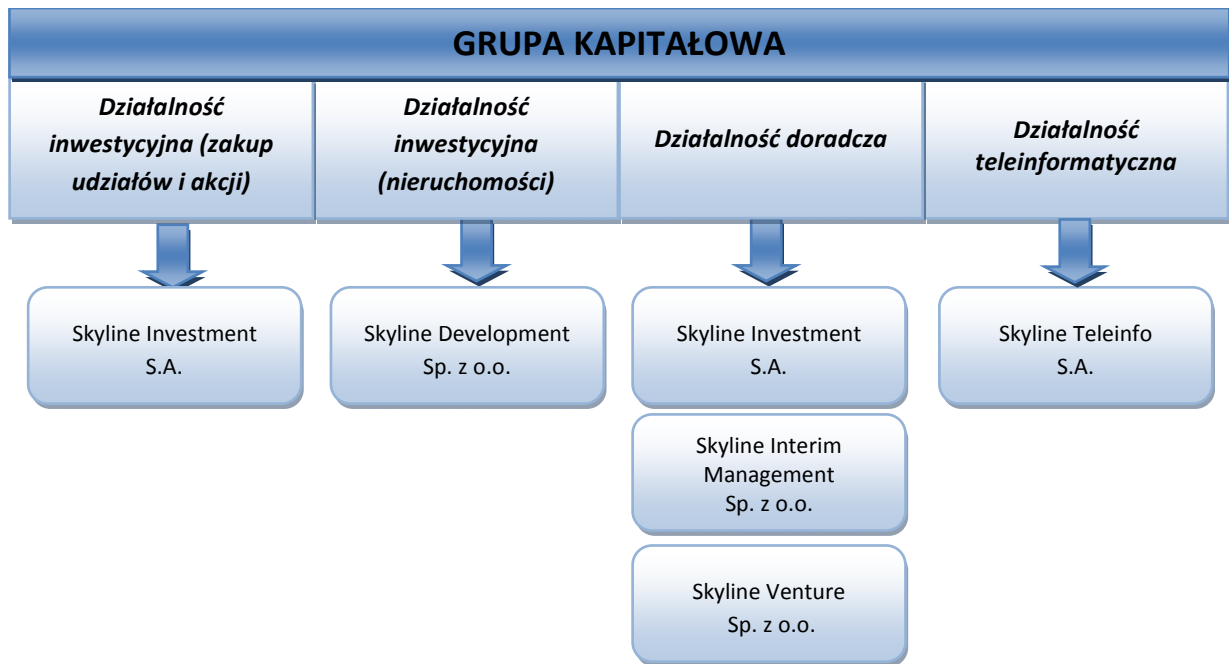 GRUPA KAPITAŁOWA
Działalność
inwestycyjna (zakup
udziałów i akcji)
Działalność
inwestycyjna
(nieruchomości)
Działalność doradcza
Działalność
teleinformatyczna
Skyline Investment
S.A.
Skyline Development
Sp. z o.o.
Skyline Investment
S.A.
Skyline Teleinfo
S.A.
Skyline Interim
Management
Sp. z o.o.
Skyline Venture
Sp. z o.o.